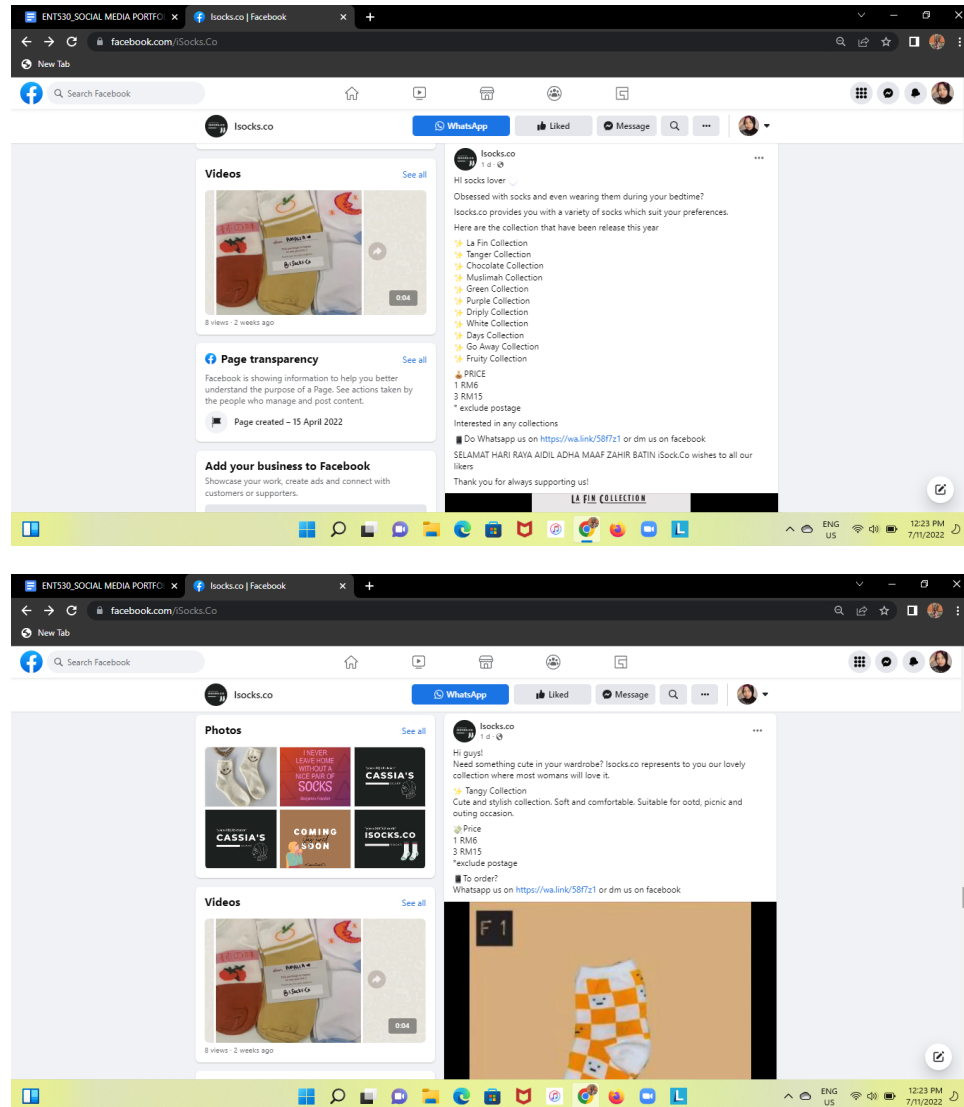 ENT530_SOCIAL MEDIA PORTFO
Isocks.co | Facebook
facebook.com/iSocks.Co
New Tab
Search Facebook
Isocks.co
WhatsApp
Liked
Message
Videos
See all
0:04
8 views · 2 weeks ago
Page transparency
See all
Facebook is showing information to help you better
understand the purpose of a Page. See actions taken by
the people who manage and post content.
Page created – 15 April 2022
Add your business to Facebook
Showcase your work, create ads and connect with
customers or supporters.
Isocks.co
1 d
HI socks lover
Obsessed with socks and even wearing them during your bedtime?
Isocks.co provides you with a variety of socks which suit your preferences.
Here are the collection that have been release this year
✨ La Fin Collection
✨ Tanger Collection
✨ Chocolate Collection
✨ Muslimah Collection
✨ Green Collection
✨ Purple Collection
✨ Driply Collection
✨ White Collection
✨ Days Collection
✨ Go Away Collection
✨ Fruity Collection
PRICE
1 RM6
3 RM15
* exclude postage
Interested in any collections
Do Whatsapp us on https://wa.link/58f7z1 or dm us on facebook
SELAMAT HARI RAYA AIDIL ADHA MAAF ZAHIR BATIN iSock.Co wishes to all our
likers
Thank you for always supporting us!
LA FIN COLLECTION
ENG
US
12:23 PM
7/11/2022
ENT530_SOCIAL MEDIA PORTFO
Isocks.co | Facebook
facebook.com/iSocks.Co
New Tab
Search Facebook
Isocks.co
WhatsApp
Liked
Message
Photos
See all
I NEVER
LEAVE HOME
WITHOUT A
NICE PAIR OF
SOCKS
CASSIA'S
CASSIA'S
COMING
SOON
ISOCKS.CO
Videos
See all
0:04
8 views · 2 weeks ago
Isocks.co
1 d
Hi guys!
Need something cute in your wardrobe? Isocks.co represents to you our lovely
collection where most womans will love it.
✨ Tangy Collection
Cute and stylish collection. Soft and comfortable. Suitable for ootd, picnic and
outing occasion.
Price
1 RM6
3 RM15
*exclude postage
To order?
Whatsapp us on https://wa.link/58f7z1 or dm us on facebook
F 1
ENG
US
12:23 PM
7/11/2022